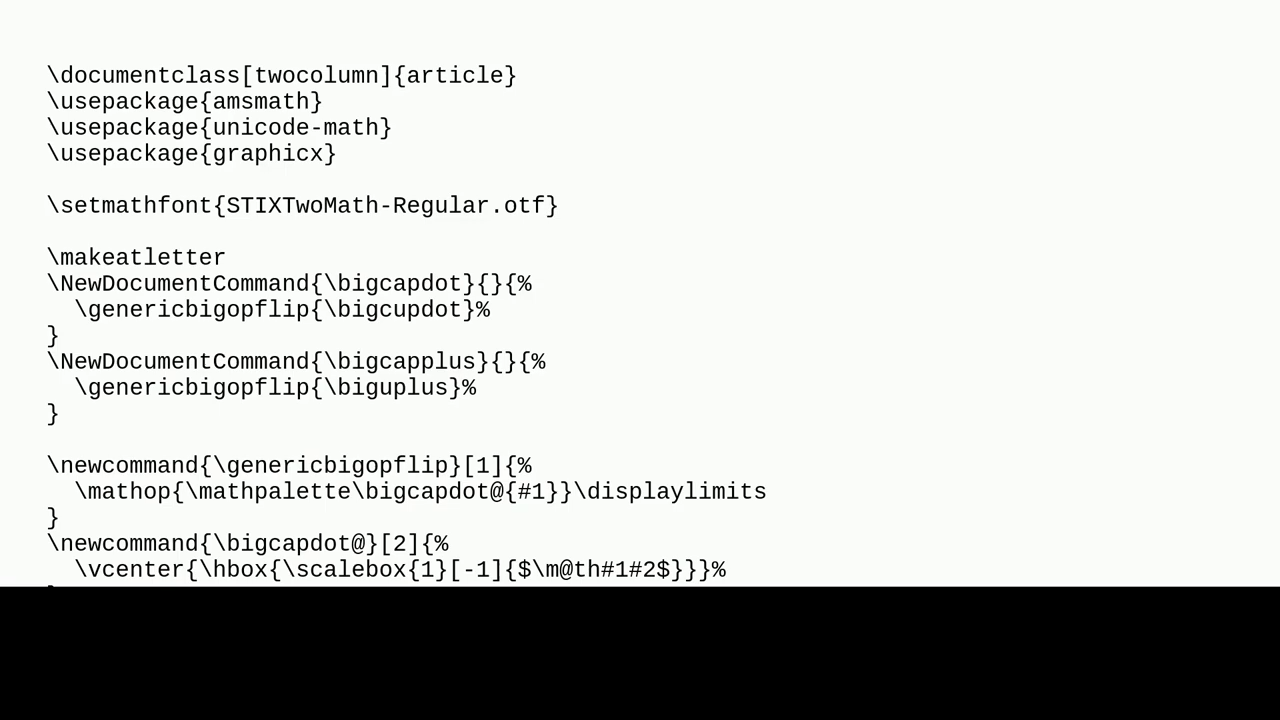 \documentclass[twocolumn]{article}
\usepackage{amsmath}
\usepackage{unicode-math}
\usepackage{graphicx}

\setmathfont{STIXTwoMath-Regular.otf}

\makeatletter
\NewDocumentCommand{\bigcapdot}{}{%
  \genericbigopflip{\bigcupdot}%
}
\NewDocumentCommand{\bigcapplus}{}{%
  \genericbigopflip{\biguplus}%
}

\newcommand{\genericbigopflip}[1]{%
  \mathop{\mathpalette\bigcapdot@{#1}}\displaylimits
}
\newcommand{\bigcapdot@}[2]{%
  \vcenter{\hbox{\scalebox{1}[-1]{$\m@th#1#2$}}}%